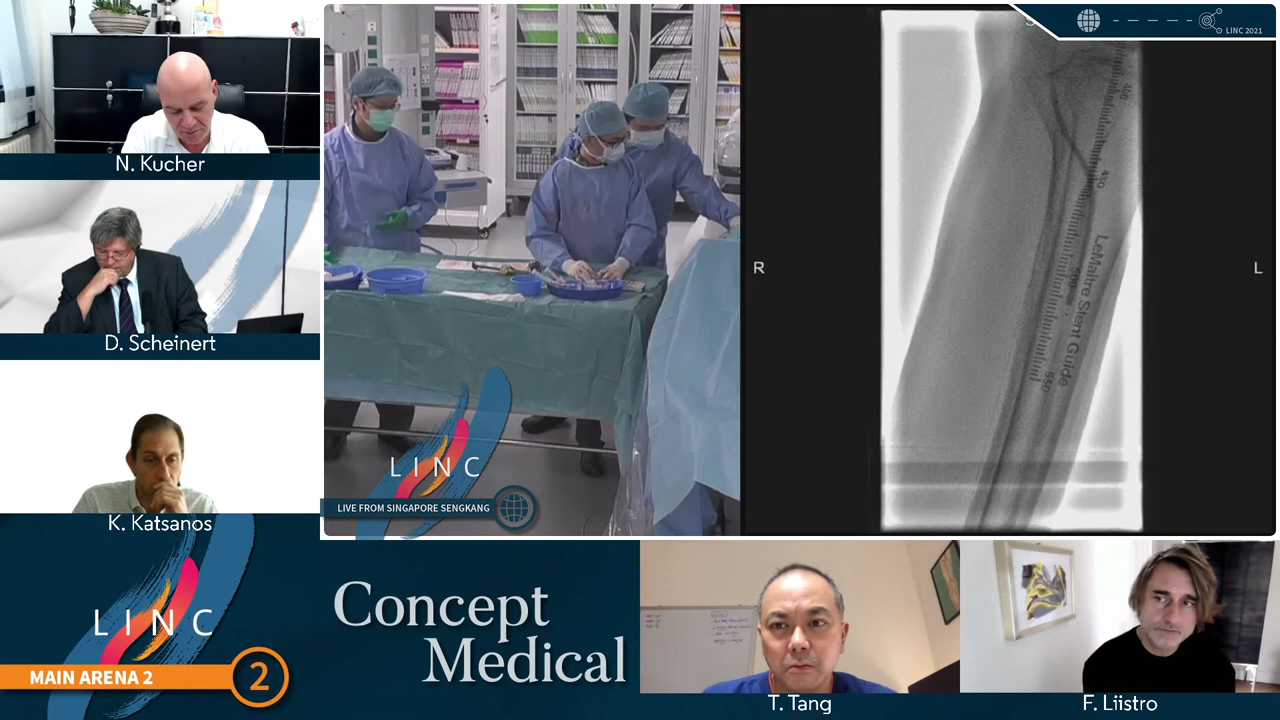 N. Kucher
D. Scheinert
K. Katsanos
LINC
MAIN ARENA 2
2
LINC
LIVE FROM SINGAPORE SENGKANG
R
L
LeMaitre Stent Guide
LINC 2021
Concept
Medical
T. Tang
F. Liistro